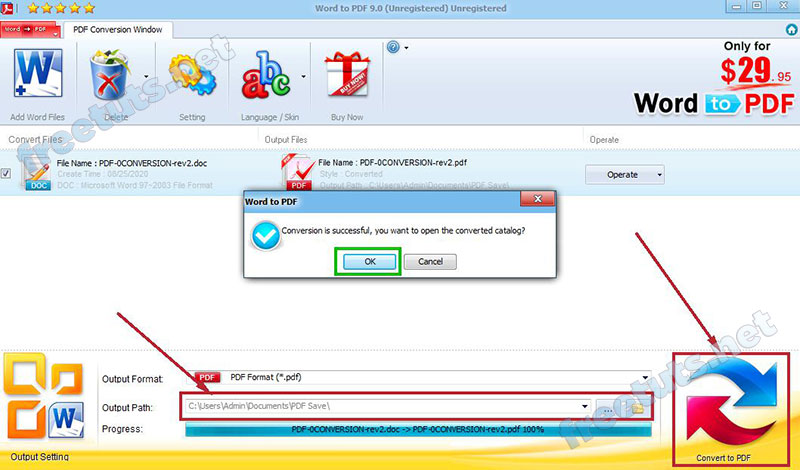 Word to PDF 9.0 (Unregistered) Unregistered
Word → PDF
PDF Conversion Window
Add Word Files
Delete
Setting
Language / Skin
Buy Now
Only for
$29.95
Word to PDF
Convert Files
Output Files
Operate
File Name : PDF-0CONVERSION-rev2.doc
Create Time : 08/25/2020
DOC : Microsoft Word 97-2003 File Format
DOC
File Name : PDF-0CONVERSION-rev2.pdf
Style : Converted
Output Path : C:\Users\Admin\Documents\PDF Save\
PDF
Operate
freetuts.net
Word to PDF
Conversion is successful, you want to open the converted catalog?
OK
Cancel
Output Format:
PDF
PDF Format (*.pdf)
Output Path:
C:\Users\Admin\Documents\PDF Save\
...
Progress:
PDF-0CONVERSION-rev2.doc -> PDF-0CONVERSION-rev2.pdf 100%
Output Setting
Convert to PDF
freetuts.net